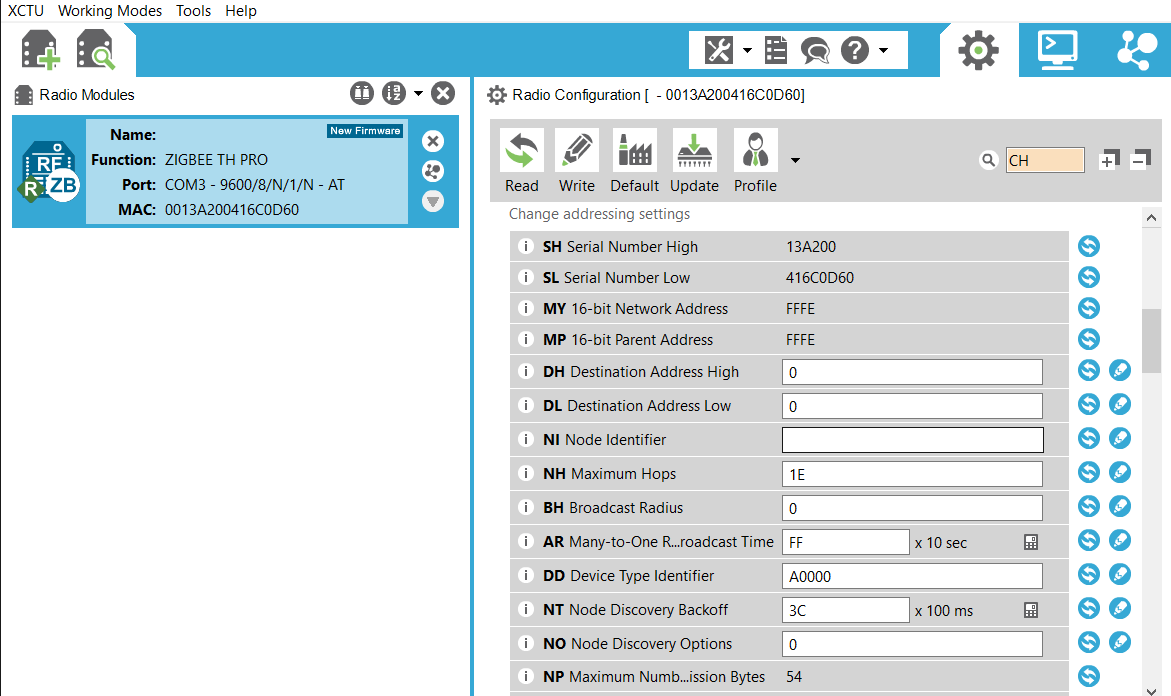 XCTU Working Modes Tools Help
Radio Modules
Radio Configuration [ - 0013A200416C0D60]
Name:
New Firmware
Function: ZIGBEE TH PRO
Port: COM3 - 9600/8/N/1/N - AT
MAC: 0013A200416C0D60
RF
R
ZB
Read Write Default Update Profile
CH
Change addressing settings
i SH Serial Number High 13A200
i SL Serial Number Low 416C0D60
i MY 16-bit Network Address FFFE
i MP 16-bit Parent Address FFFE
i DH Destination Address High 0
i DL Destination Address Low 0
i NI Node Identifier
i NH Maximum Hops 1E
i BH Broadcast Radius 0
i AR Many-to-One R...roadcast Time FF x 10 sec
i DD Device Type Identifier A0000
i NT Node Discovery Backoff 3C x 100 ms
i NO Node Discovery Options 0
i NP Maximum Numb...ission Bytes 54